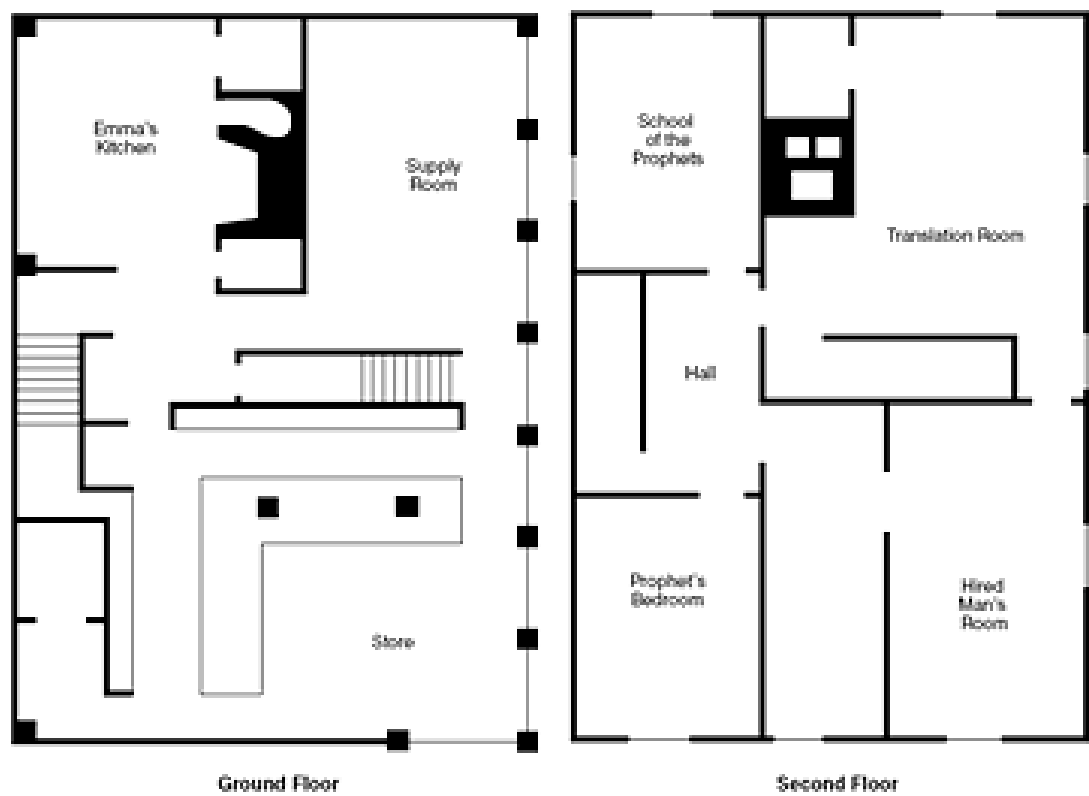 Emma's
Kitchen
Supply
Room
Store
Ground Floor
School
of the
Prophets
Translation Room
Hall
Prophet's
Bedroom
Hired
Man's
Room
Second Floor